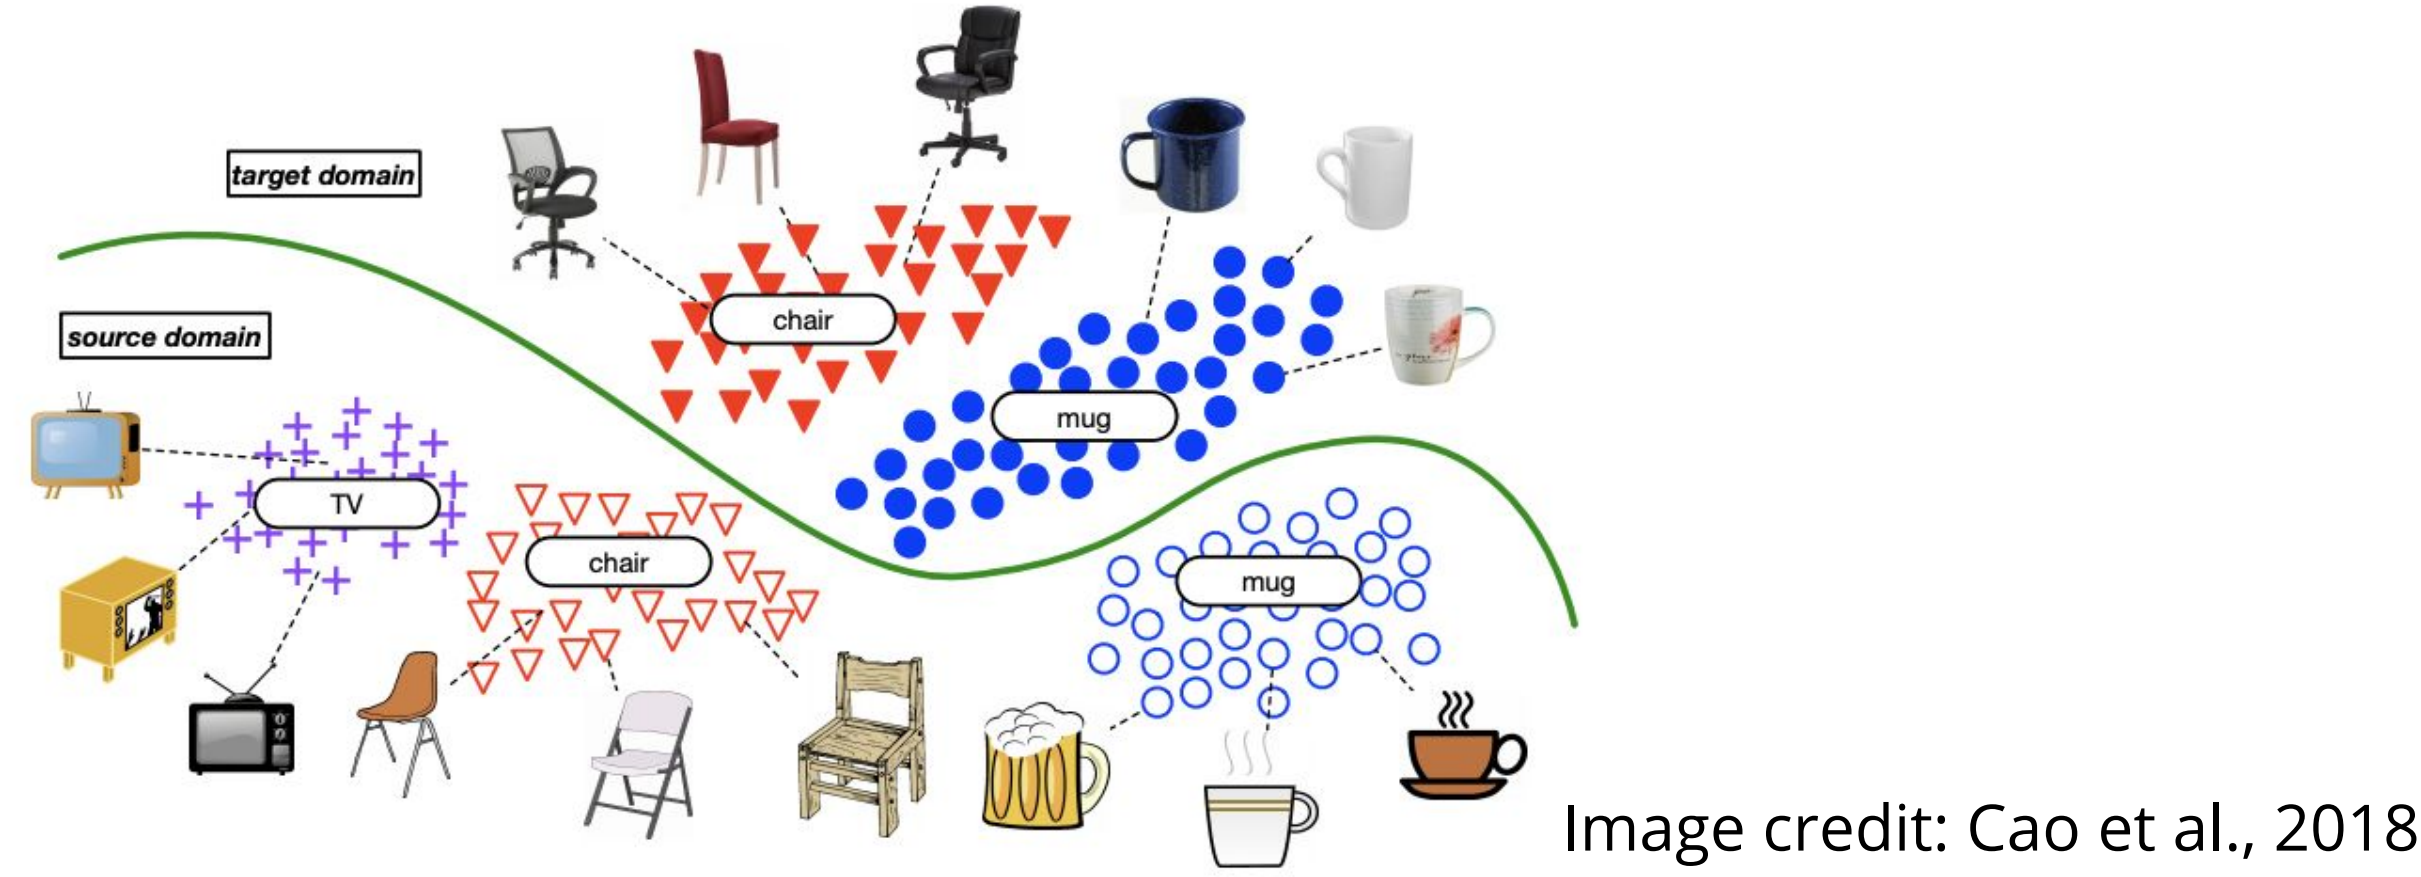 target domain
source domain
chair
mug
TV
chair
mug
Image credit: Cao et al., 2018